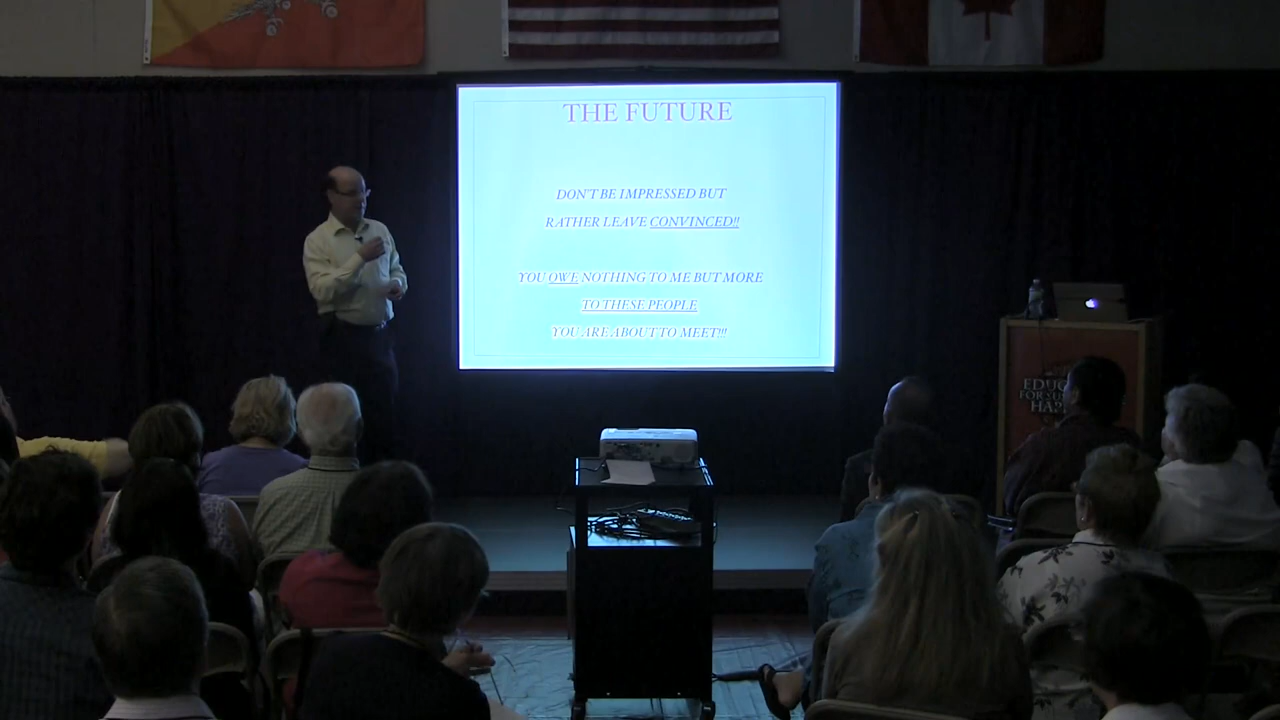 THE FUTURE
DON'T BE IMPRESSED BUT
RATHER LEAVE CONVINCED!!
YOU OWE NOTHING TO ME BUT MORE
TO THESE PEOPLE
YOU ARE ABOUT TO MEET!!!